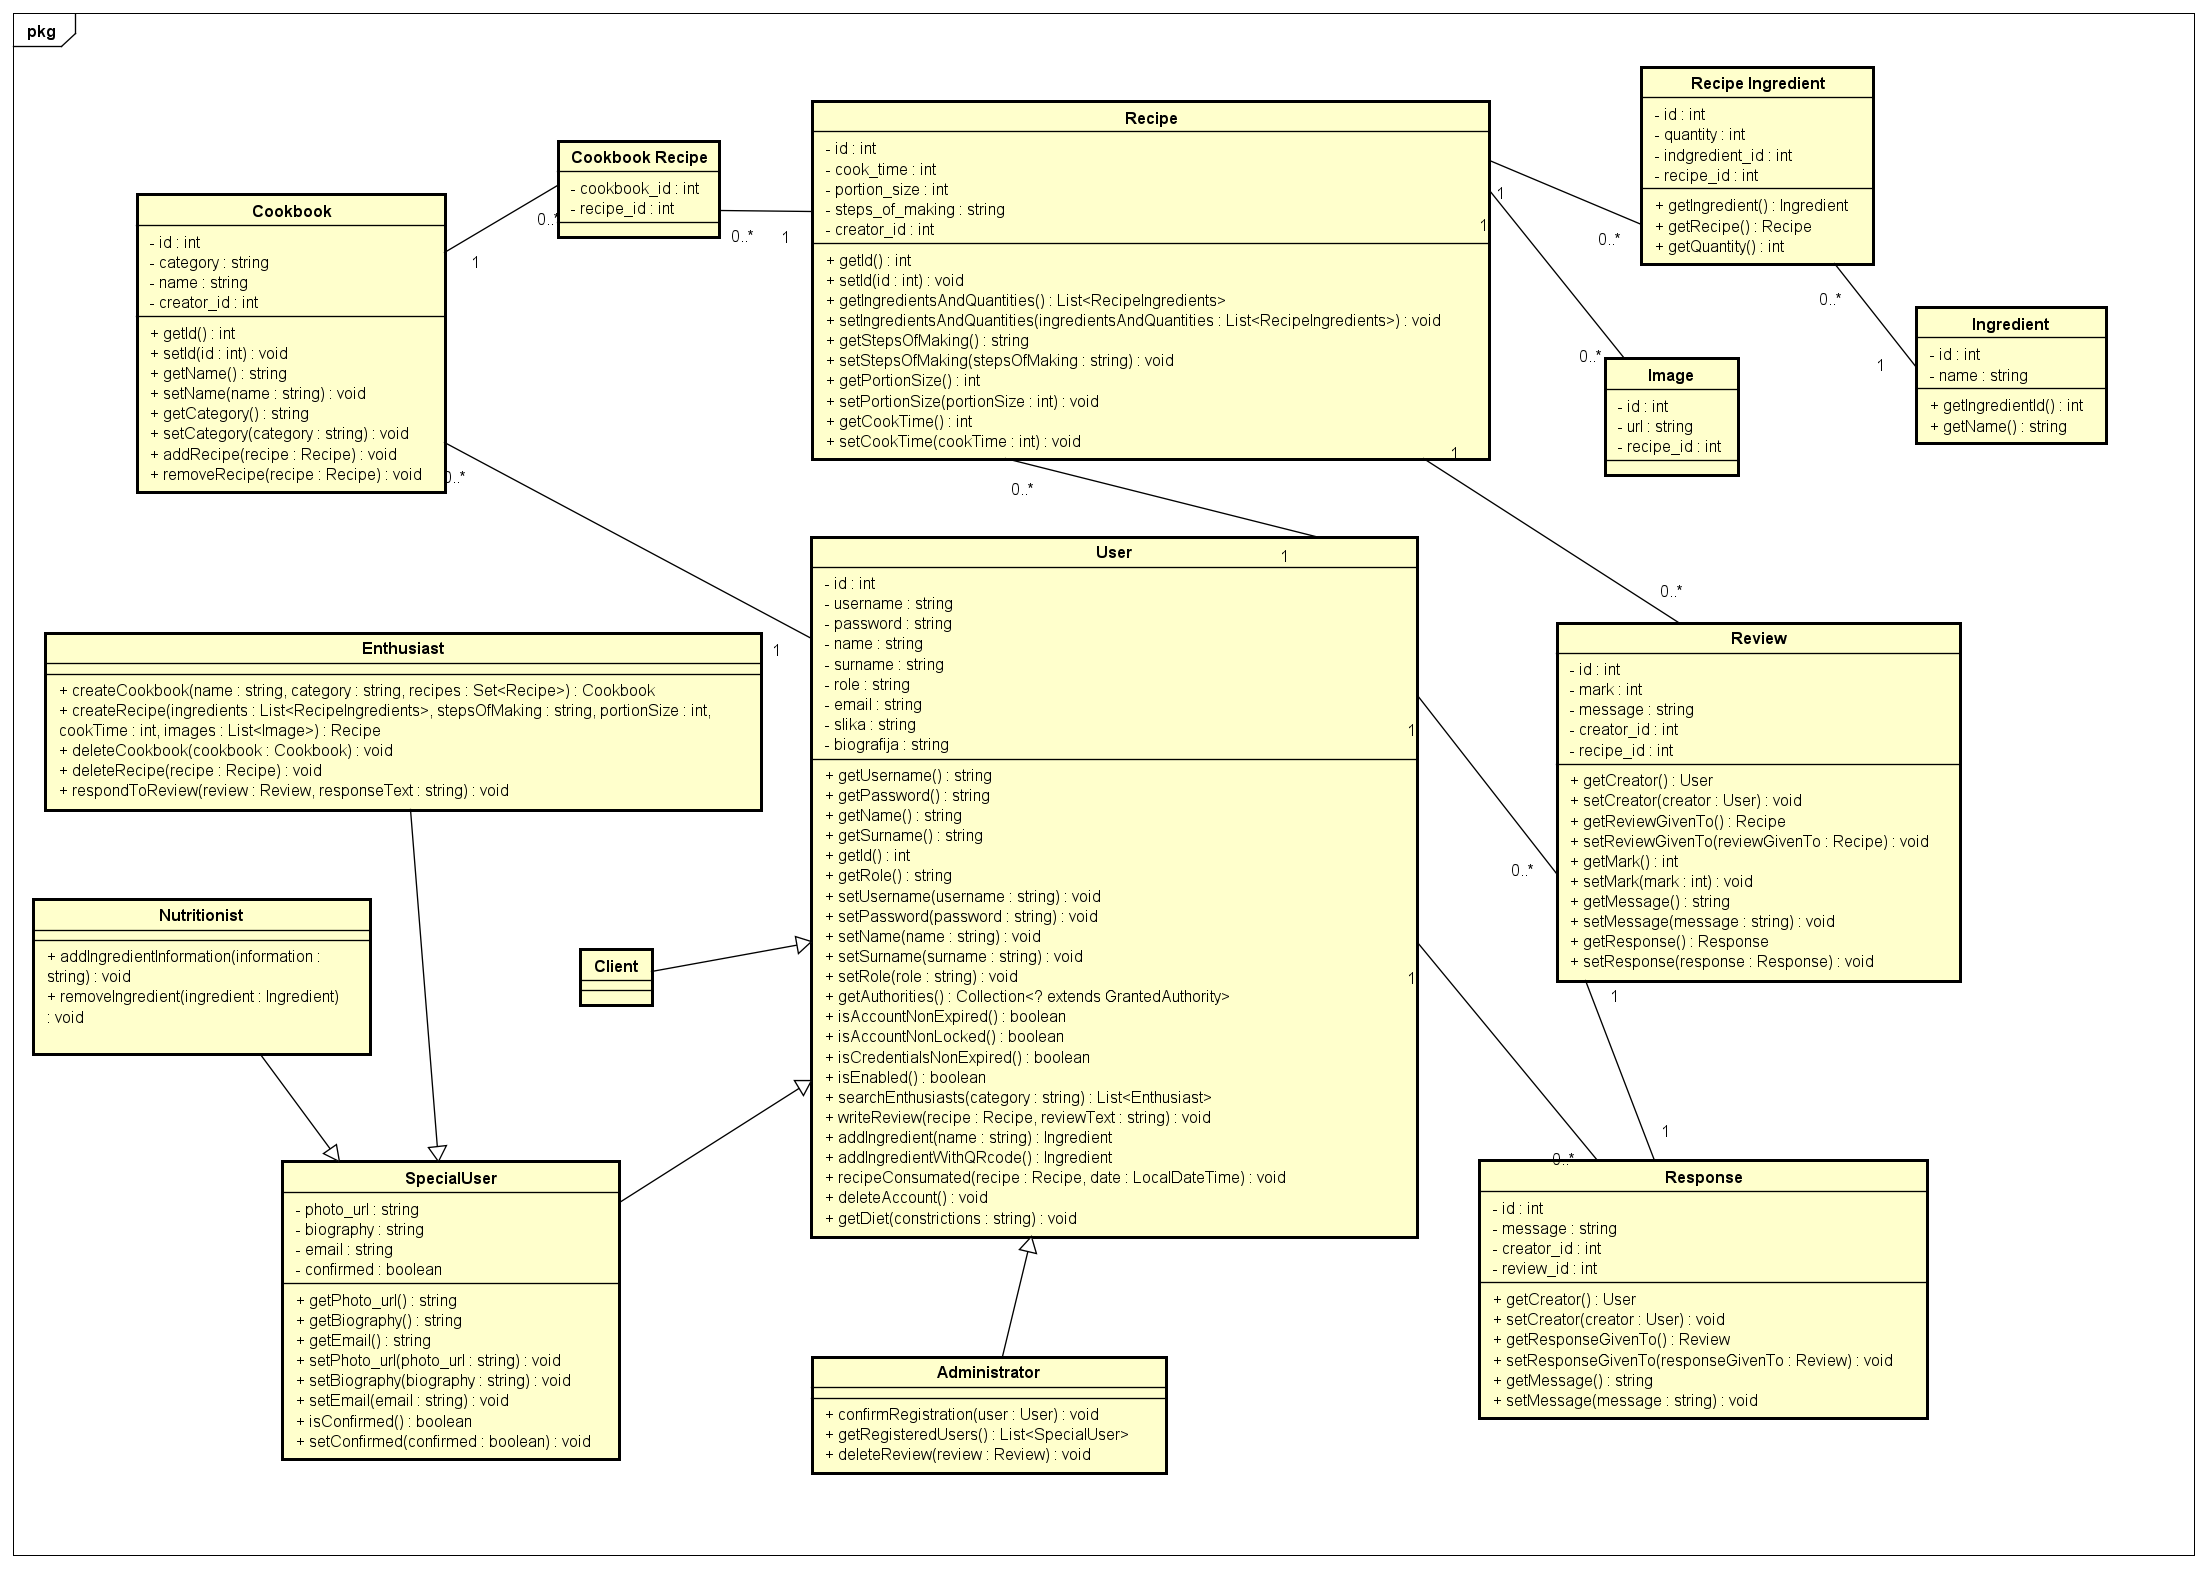 pkg
Cookbook
- id : int
- category : string
- name : string
- creator_id : int
+ getId() : int
+ setId(id : int) : void
+ getName() : string
+ setName(name : string) : void
+ getCategory() : string
+ setCategory(category : string) : void
+ addRecipe(recipe : Recipe) : void
+ removeRecipe(recipe : Recipe) : void
1
0..*
0..*
Cookbook Recipe
- cookbook_id : int
- recipe_id : int
0..*
1
Recipe
- id : int
- cook_time : int
- portion_size : int
- steps_of_making : string
- creator_id : int
+ getId() : int
+ setId(id : int) : void
+ getIngredientsAndQuantities() : List<RecipeIngredients>
+ setIngredientsAndQuantities(ingredientsAndQuantities : List<RecipeIngredients>) : void
+ getStepsOfMaking() : string
+ setStepsOfMaking(stepsOfMaking : string) : void
+ getPortionSize() : int
+ setPortionSize(portionSize : int) : void
+ getCookTime() : int
+ setCookTime(cookTime : int) : void
1
1
1
0..*
0..*
0..*
Recipe Ingredient
- id : int
- quantity : int
- indgredient_id : int
- recipe_id : int
+ getIngredient() : Ingredient
+ getRecipe() : Recipe
+ getQuantity() : int
0..*
1
Ingredient
- id : int
- name : string
+ getIngredientId() : int
+ getName() : string
Image
- id : int
- url : string
- recipe_id : int
Enthusiast
+ createCookbook(name : string, category : string, recipes : Set<Recipe>) : Cookbook
+ createRecipe(ingredients : List<RecipeIngredients>, stepsOfMaking : string, portionSize : int,
cookTime : int, images : List<Image>) : Recipe
+ deleteCookbook(cookbook : Cookbook) : void
+ deleteRecipe(recipe : Recipe) : void
+ respondToReview(review : Review, responseText : string) : void
1
User
1
- id : int
- username : string
- password : string
- name : string
- surname : string
- role : string
- email : string
- slika : string
- biografija : string
+ getUsername() : string
+ getPassword() : string
+ getName() : string
+ getSurname() : string
+ getId() : int
+ getRole() : string
+ setUsername(username : string) : void
+ setPassword(password : string) : void
+ setName(name : string) : void
+ setSurname(surname : string) : void
+ setRole(role : string) : void
+ getAuthorities() : Collection<? extends GrantedAuthority>
+ isAccountNonExpired() : boolean
+ isAccountNonLocked() : boolean
+ isCredentialsNonExpired() : boolean
+ isEnabled() : boolean
+ searchEnthusiasts(category : string) : List<Enthusiast>
+ writeReview(recipe : Recipe, reviewText : string) : void
+ addIngredient(name : string) : Ingredient
+ addIngredientWithQRcode() : Ingredient
+ recipeConsumated(recipe : Recipe, date : LocalDateTime) : void
+ deleteAccount() : void
+ getDiet(constrictions : string) : void
1
1
0..*
0..*
0..*
Review
- id : int
- mark : int
- message : string
- creator_id : int
- recipe_id : int
+ getCreator() : User
+ setCreator(creator : User) : void
+ getReviewGivenTo() : Recipe
+ setReviewGivenTo(reviewGivenTo : Recipe) : void
+ getMark() : int
+ setMark(mark : int) : void
+ getMessage() : string
+ setMessage(message : string) : void
+ getResponse() : Response
+ setResponse(response : Response) : void
1
1
Nutritionist
+ addIngredientInformation(information :
string) : void
+ removeIngredient(ingredient : Ingredient)
: void
Client
SpecialUser
- photo_url : string
- biography : string
- email : string
- confirmed : boolean
+ getPhoto_url() : string
+ getBiography() : string
+ getEmail() : string
+ setPhoto_url(photo_url : string) : void
+ setBiography(biography : string) : void
+ setEmail(email : string) : void
+ isConfirmed() : boolean
+ setConfirmed(confirmed : boolean) : void
Administrator
+ confirmRegistration(user : User) : void
+ getRegisteredUsers() : List<SpecialUser>
+ deleteReview(review : Review) : void
Response
- id : int
- message : string
- creator_id : int
- review_id : int
+ getCreator() : User
+ setCreator(creator : User) : void
+ getResponseGivenTo() : Review
+ setResponseGivenTo(responseGivenTo : Review) : void
+ getMessage() : string
+ setMessage(message : string) : void